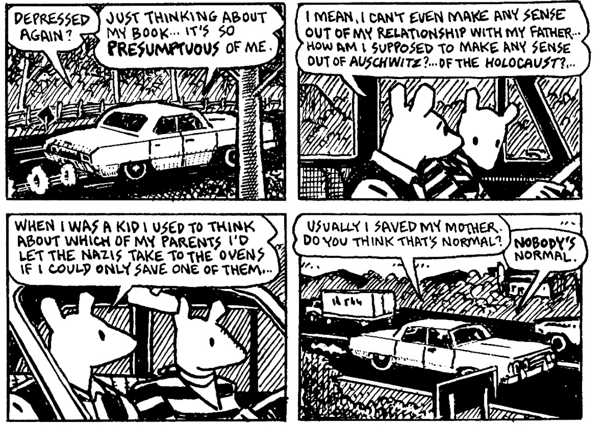 DEPRESSED
AGAIN?
JUST THINKING ABOUT
MY BOOK... IT'S SO
PRESUMPTUOUS OF ME.
I MEAN, I CAN'T EVEN MAKE ANY SENSE
OUT OF MY RELATIONSHIP WITH MY FATHER...
HOW AM I SUPPOSED TO MAKE ANY SENSE
OUT OF AUSCHWITZ?...OF THE HOLOCAUST?...
WHEN I WAS A KID I USED TO THINK
ABOUT WHICH OF MY PARENTS I'D
LET THE NAZIS TAKE TO THE OVENS
IF I COULD ONLY SAVE ONE OF THEM...
USUALLY I SAVED MY MOTHER.
DO YOU THINK THAT'S NORMAL?
NOBODY'S
NORMAL.